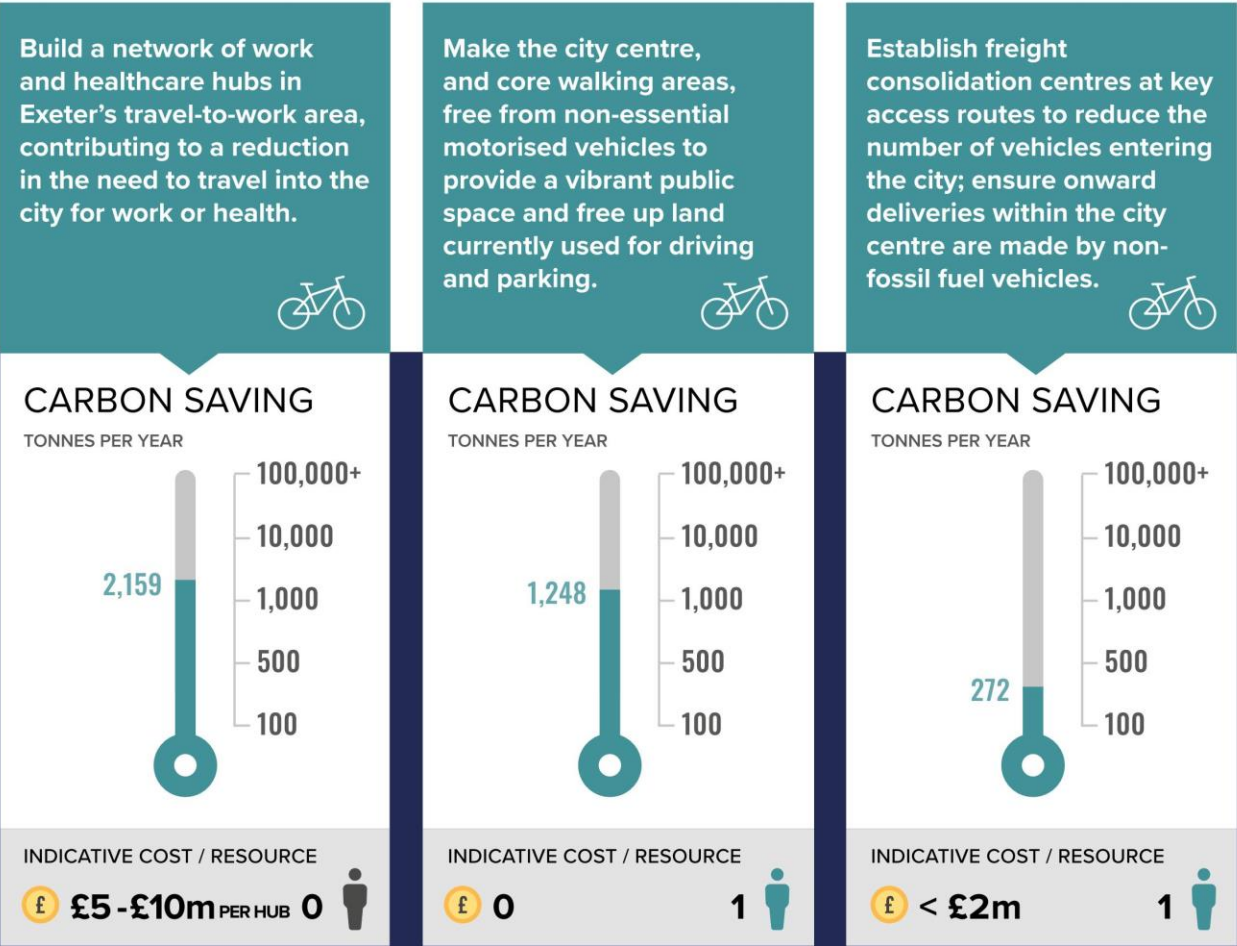 Build a network of work
and healthcare hubs in
Exeter's travel-to-work area,
contributing to a reduction
in the need to travel into the
city for work or health.
CARBON SAVING
TONNES PER YEAR
100,000+
10,000
2,159
1,000
500
100
INDICATIVE COST / RESOURCE
£ £5-£10m PER HUB 0
Make the city centre,
and core walking areas,
free from non-essential
motorised vehicles to
provide a vibrant public
space and free up land
currently used for driving
and parking.
CARBON SAVING
TONNES PER YEAR
100,000+
10,000
1,248
1,000
500
100
INDICATIVE COST / RESOURCE
£ 0 1
Establish freight
consolidation centres at key
access routes to reduce the
number of vehicles entering
the city; ensure onward
deliveries within the city
centre are made by non-
fossil fuel vehicles.
CARBON SAVING
TONNES PER YEAR
100,000+
10,000
1,000
500
272
100
INDICATIVE COST / RESOURCE
£ < £2m 1